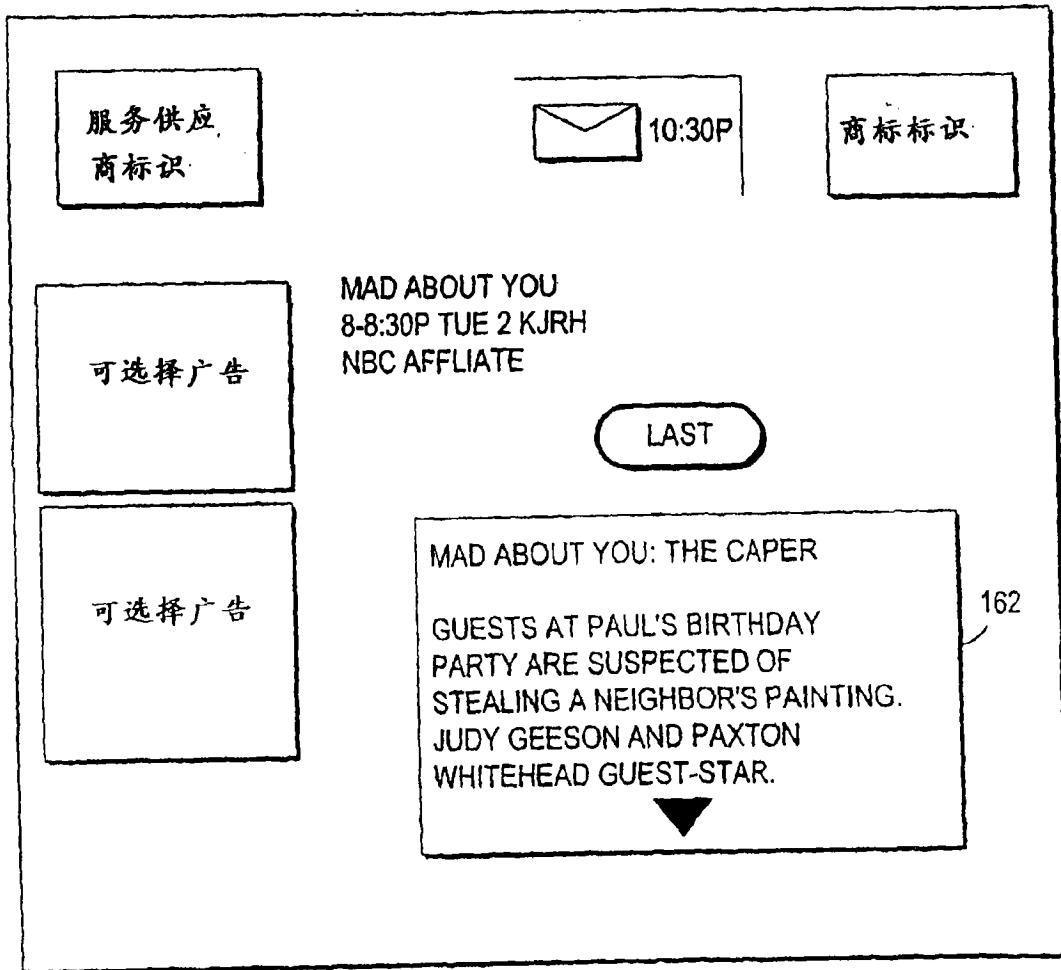 服务供应
商标识
10:30P
商标标识
MAD ABOUT YOU
8-8:30P TUE 2 KJRH
NBC AFFLIATE
可选择广告
LAST
可选择广告
MAD ABOUT YOU: THE CAPER
GUESTS AT PAUL'S BIRTHDAY
PARTY ARE SUSPECTED OF
STEALING A NEIGHBOR'S PAINTING.
JUDY GEESON AND PAXTON
WHITEHEAD GUEST-STAR.
162